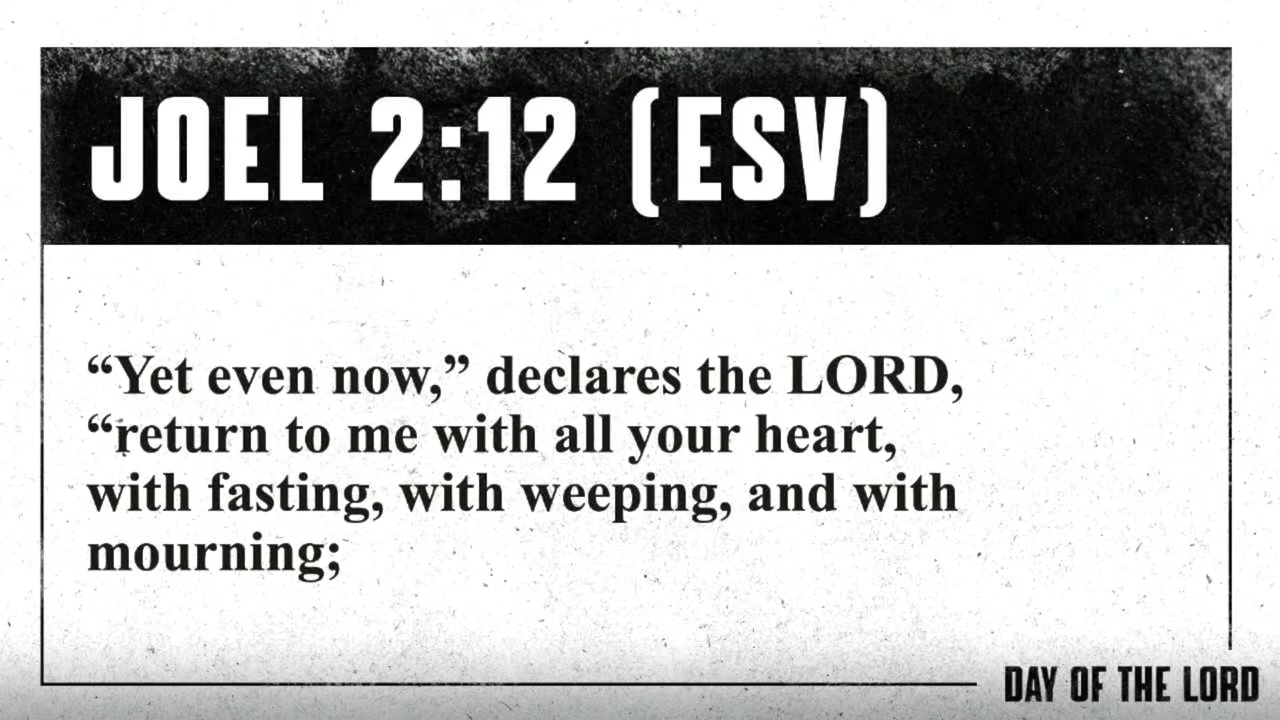 JOEL 2:12 (ESV)
“Yet even now,” declares the LORD,
“return to me with all your heart,
with fasting, with weeping, and with
mourning;
DAY OF THE LORD